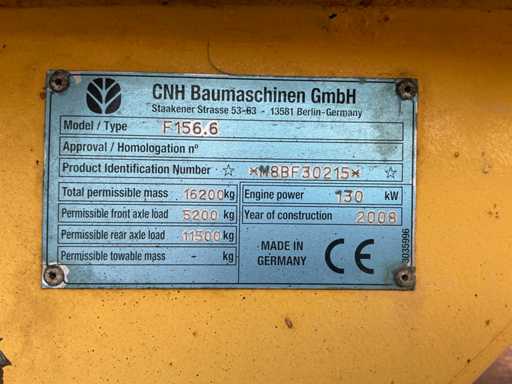 CNH Baumaschinen GmbH
Staakener Strasse 53-63 - 13581 Berlin-Germany
Model / Type F156.6
Approval / Homologation nº
Product Identification Number ☆ *M8BF30215* ☆
Total permissible mass 16200 kg Engine power 130 kW
Permissible front axle load 5200 kg Year of construction 2008
Permissible rear axle load 11500 kg
Permissible towable mass - kg
MADE IN
GERMANY
CE
3035996